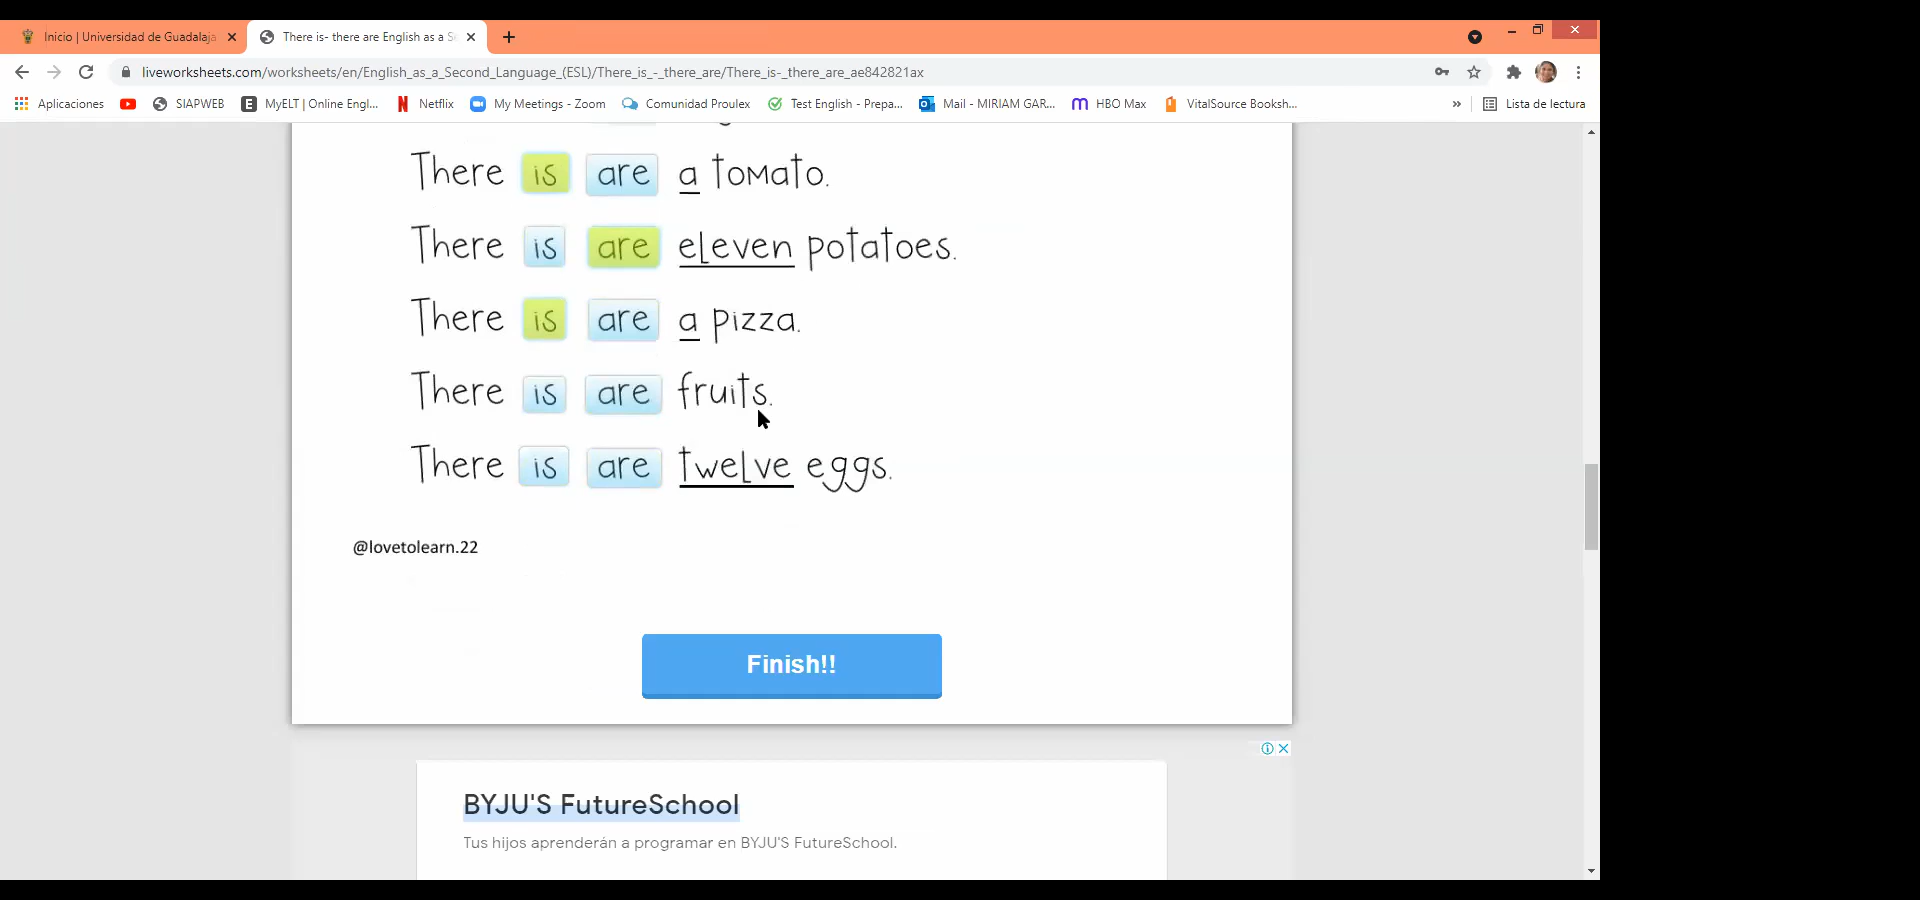 Inicio | Universidad de Guadalaja
There is- there are English as a Se
liveworksheets.com/worksheets/en/English_as_a_Second_Language_(ESL)/There_is_-_there_are/There_is-_there_are_ae842821ax
Aplicaciones SIAPWEB MyELT | Online Engl... Netflix My Meetings - Zoom Comunidad Proulex Test English - Prepa... Mail - MIRIAM GAR... HBO Max VitalSource Booksh... » Lista de lectura
There is are a tomato.
There is are eleven potatoes.
There is are a pizza.
There is are fruits.
There is are twelve eggs.
@lovetolearn.22
Finish!!
BYJU'S FutureSchool
Tus hijos aprenderán a programar en BYJU'S FutureSchool.